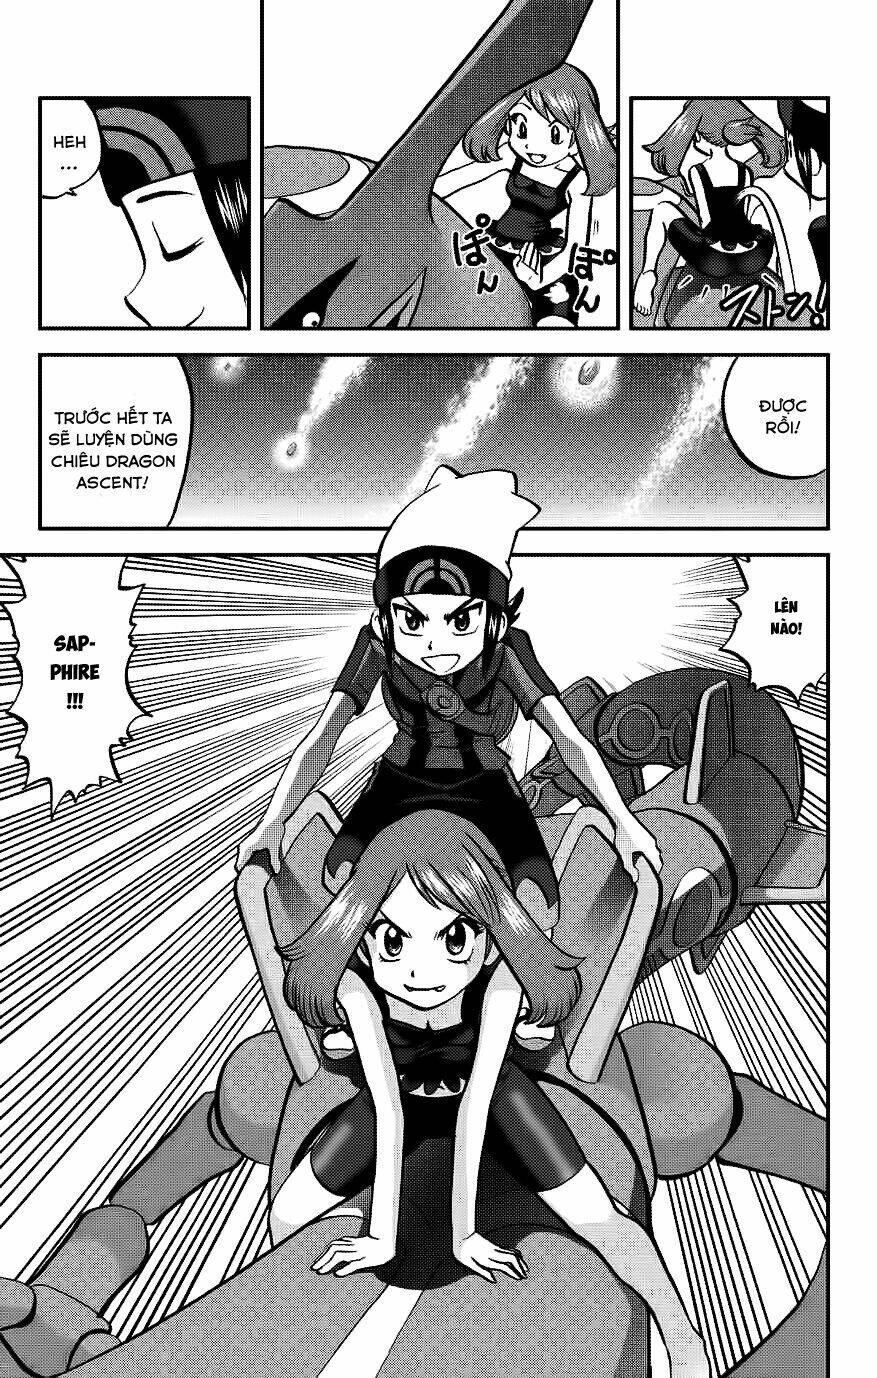 ストン!
ぽん
ぽん
HEH
...
ĐƯỢC
RỒI!
TRƯỚC HẾT TA
SẼ LUYỆN DÙNG
CHIÊU DRAGON
ASCENT!
LÊN
NÀO!
SAP-
PHIRE
!!!